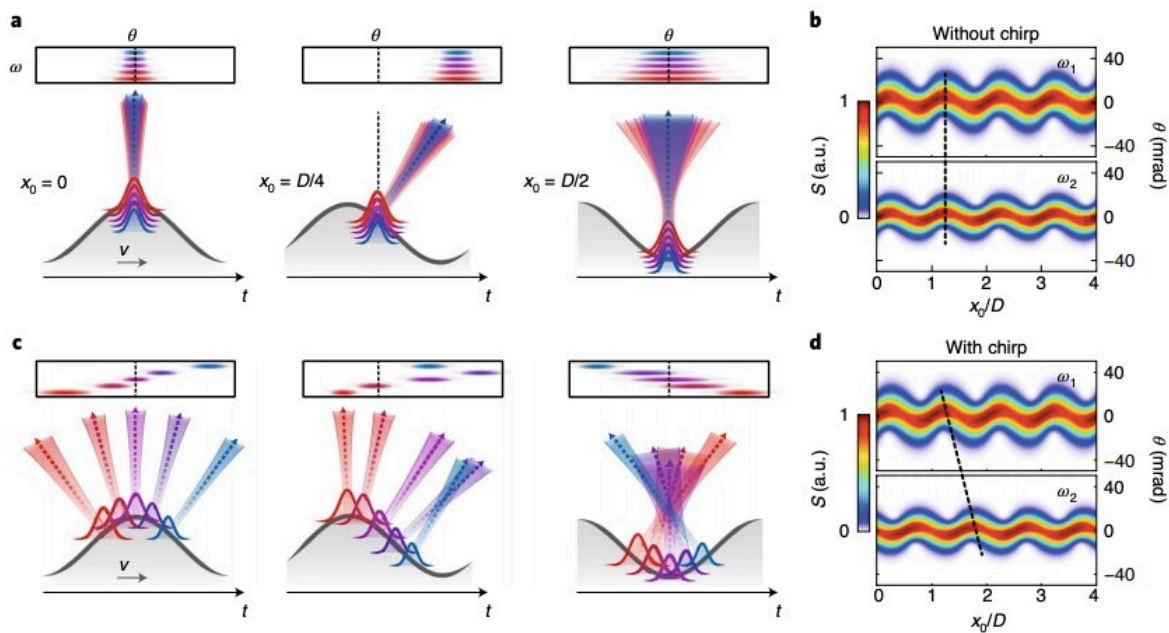 a
θ
θ
θ
ω
x₀ = 0
x₀ = D/4
x₀ = D/2
v
t
t
t
b
Without chirp
ω₁
ω₂
1
S (a.u.)
0
40
0
−40
40
0
−40
θ (mrad)
0 1 2 3 4
x₀/D
c
v
t
t
t
d
With chirp
ω₁
ω₂
1
S (a.u.)
0
40
0
−40
40
0
−40
θ (mrad)
0 1 2 3 4
x₀/D